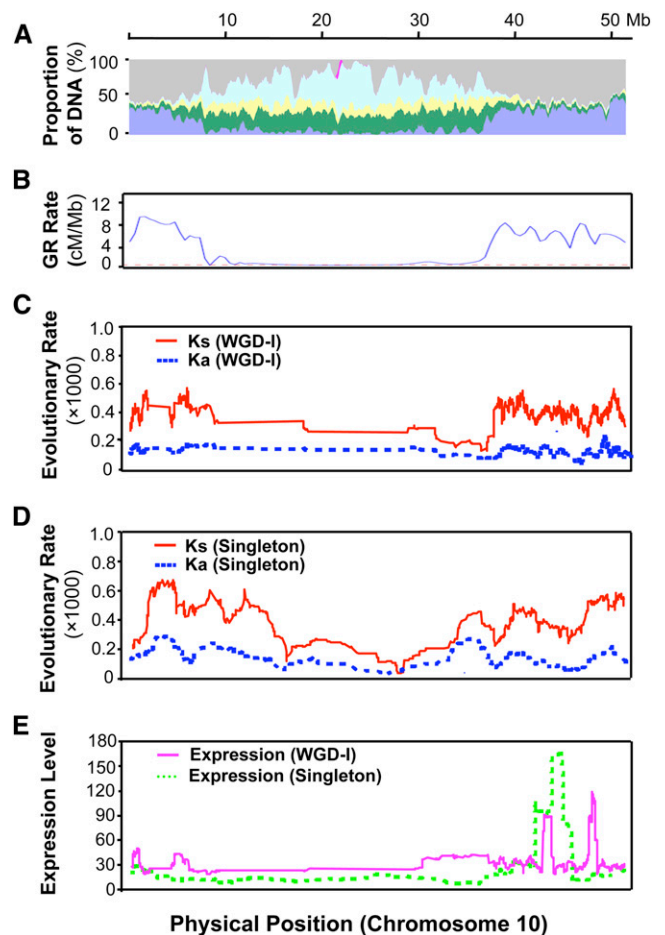 10 20 30 40 50 Mb
A
Proportion
of DNA (%)
100
50
0
B
GR Rate
(cM/Mb)
12
8
4
0
C
Evolutionary Rate
(×1000)
1.0
0.8
0.6
0.4
0.2
0
Ks (WGD-I)
Ka (WGD-I)
D
Evolutionary Rate
(×1000)
1.0
0.8
0.6
0.4
0.2
0
Ks (Singleton)
Ka (Singleton)
E
Expression Level
180
150
120
90
60
30
0
Expression (WGD-I)
Expression (Singleton)
Physical Position (Chromosome 10)